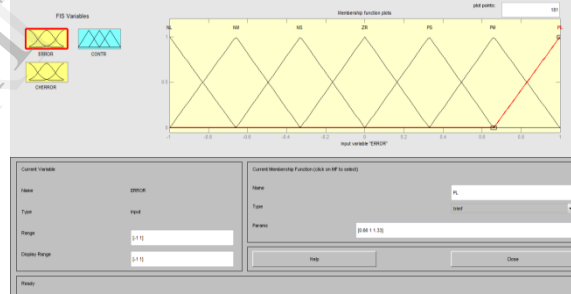 FIS Variables
Membership function plots
plot points:
181
NL NM NS ZR PS PM PL
1
0.5
0
ERROR
CONTR
CHERROR
-1 -0.8 -0.6 -0.4 -0.2 0 0.2 0.4 0.6 0.8 1
input variable "ERROR"
Current Variable
Current Membership Function (click on MF to select)
Name
ERROR
Name
PL
Type
input
Type
trimf
Params
[0.66 1 1.33]
Range
[-1 1]
Display Range
[-1 1]
Help
Close
Ready